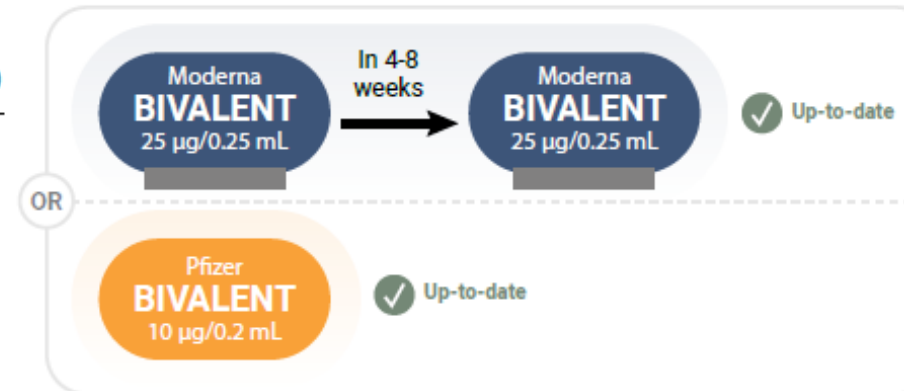 Moderna
BIVALENT
25 µg/0.25 mL
In 4-8
weeks
Moderna
BIVALENT
25 µg/0.25 mL
Up-to-date
OR
Pfizer
BIVALENT
10 µg/0.2 mL
Up-to-date